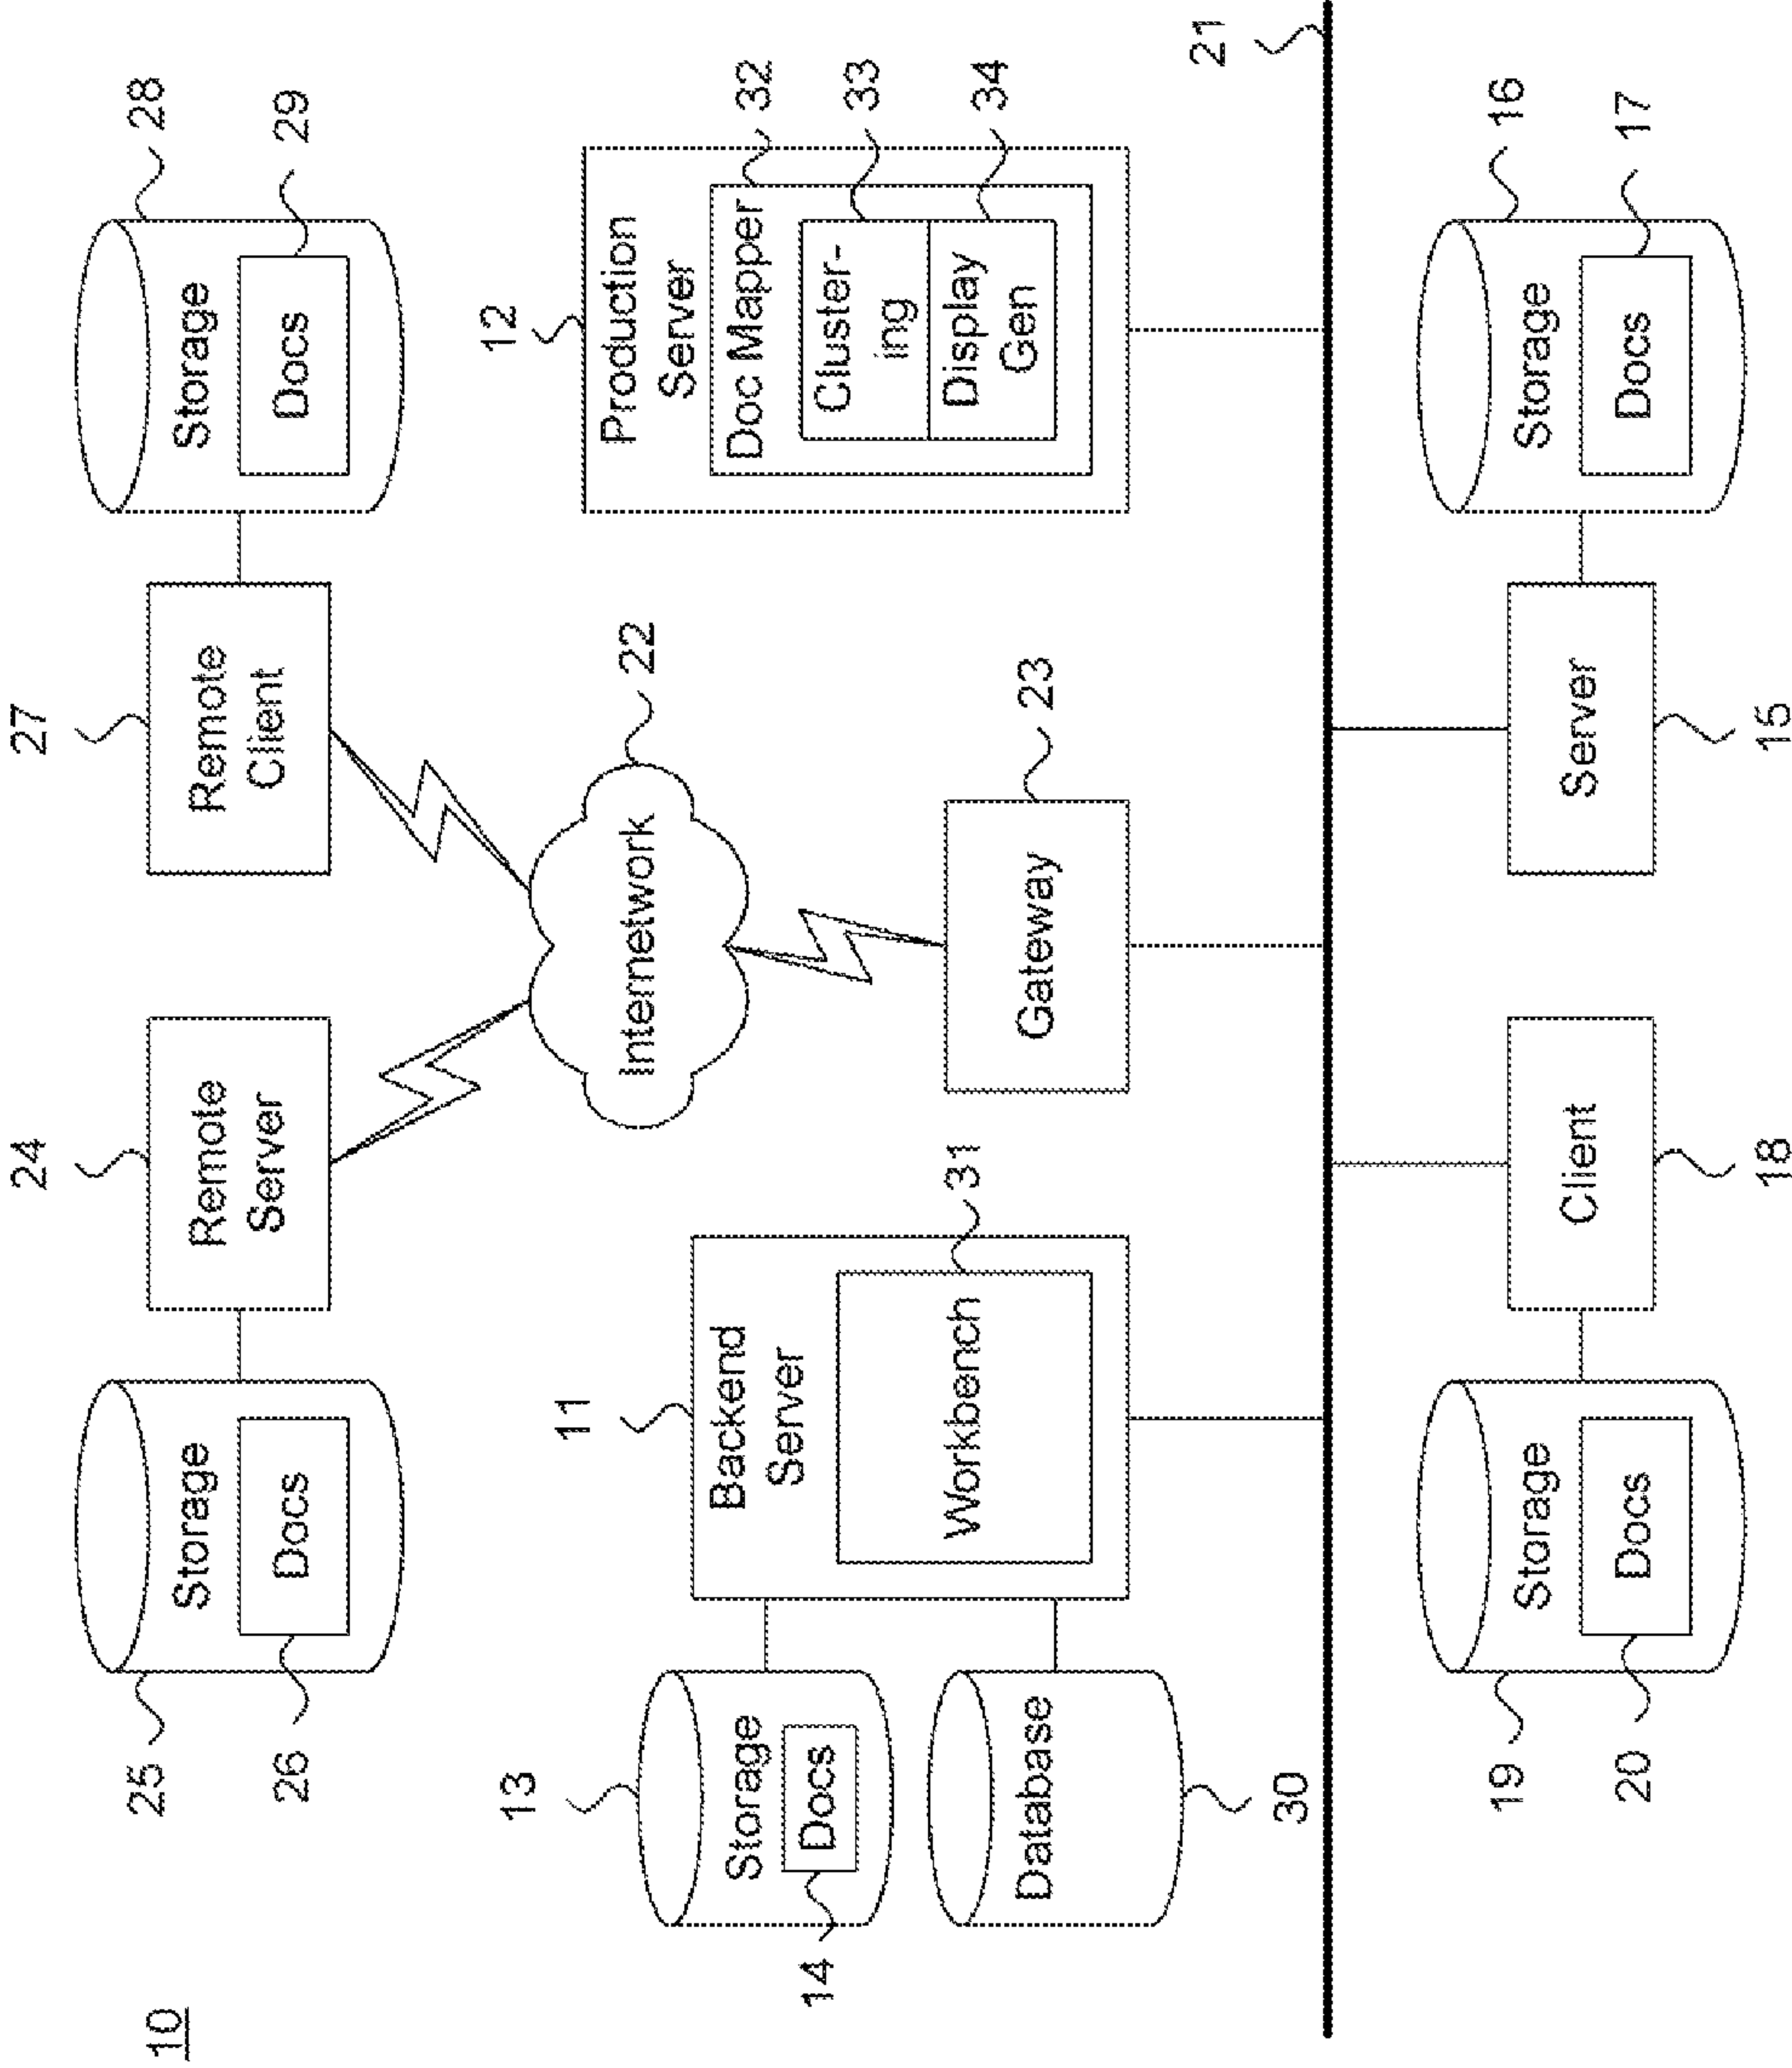 10
24
27
25
28
Storage
Remote
Server
Remote
Client
Storage
26
Docs
Docs
29
13
11
Internetwork
22
12
Storage
Docs
14
Backend
Server
Workbench
31
Production
Server
Doc Mapper
32
Cluster-
ing
33
Display
Gen
34
Database
30
Gateway
23
21
19
Storage
Docs
20
Client
18
Server
15
Storage
16
Docs
17